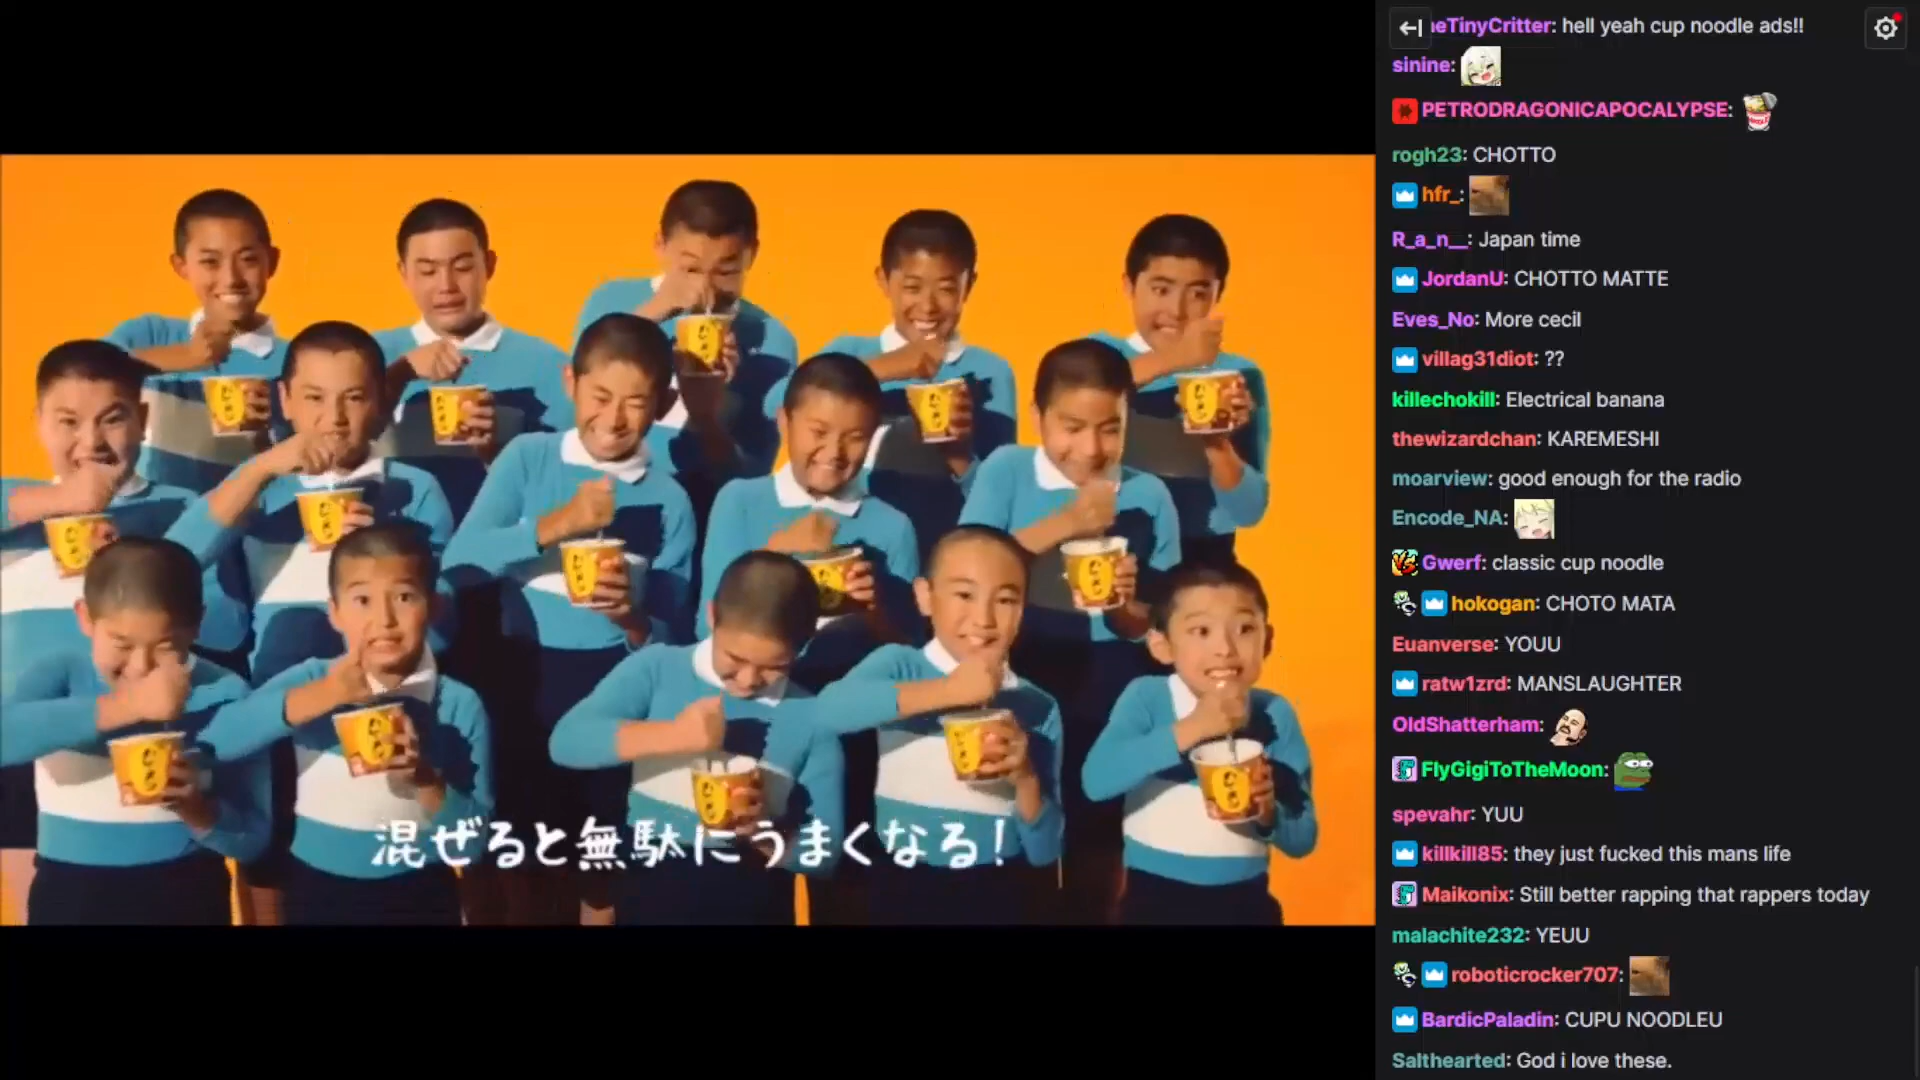 混ぜると無駄にうまくなる!
eTinyCritter: hell yeah cup noodle ads!!
sinine:
PETRODRAGONICAPOCALYPSE:
rogh23: CHOTTO
hfr_:
R_a_n__: Japan time
JordanU: CHOTTO MATTE
Eves_No: More cecil
villag31diot: ??
killechokill: Electrical banana
thewizardchan: KAREMESHI
moarview: good enough for the radio
Encode_NA:
Gwerf: classic cup noodle
hokogan: CHOTO MATA
Euanverse: YOUU
ratw1zrd: MANSLAUGHTER
OldShatterham:
FlyGigiToTheMoon:
spevahr: YUU
killkill85: they just fucked this mans life
Maikonix: Still better rapping that rappers today
malachite232: YEUU
roboticrocker707:
BardicPaladin: CUPU NOODLEU
Salthearted: God i love these.